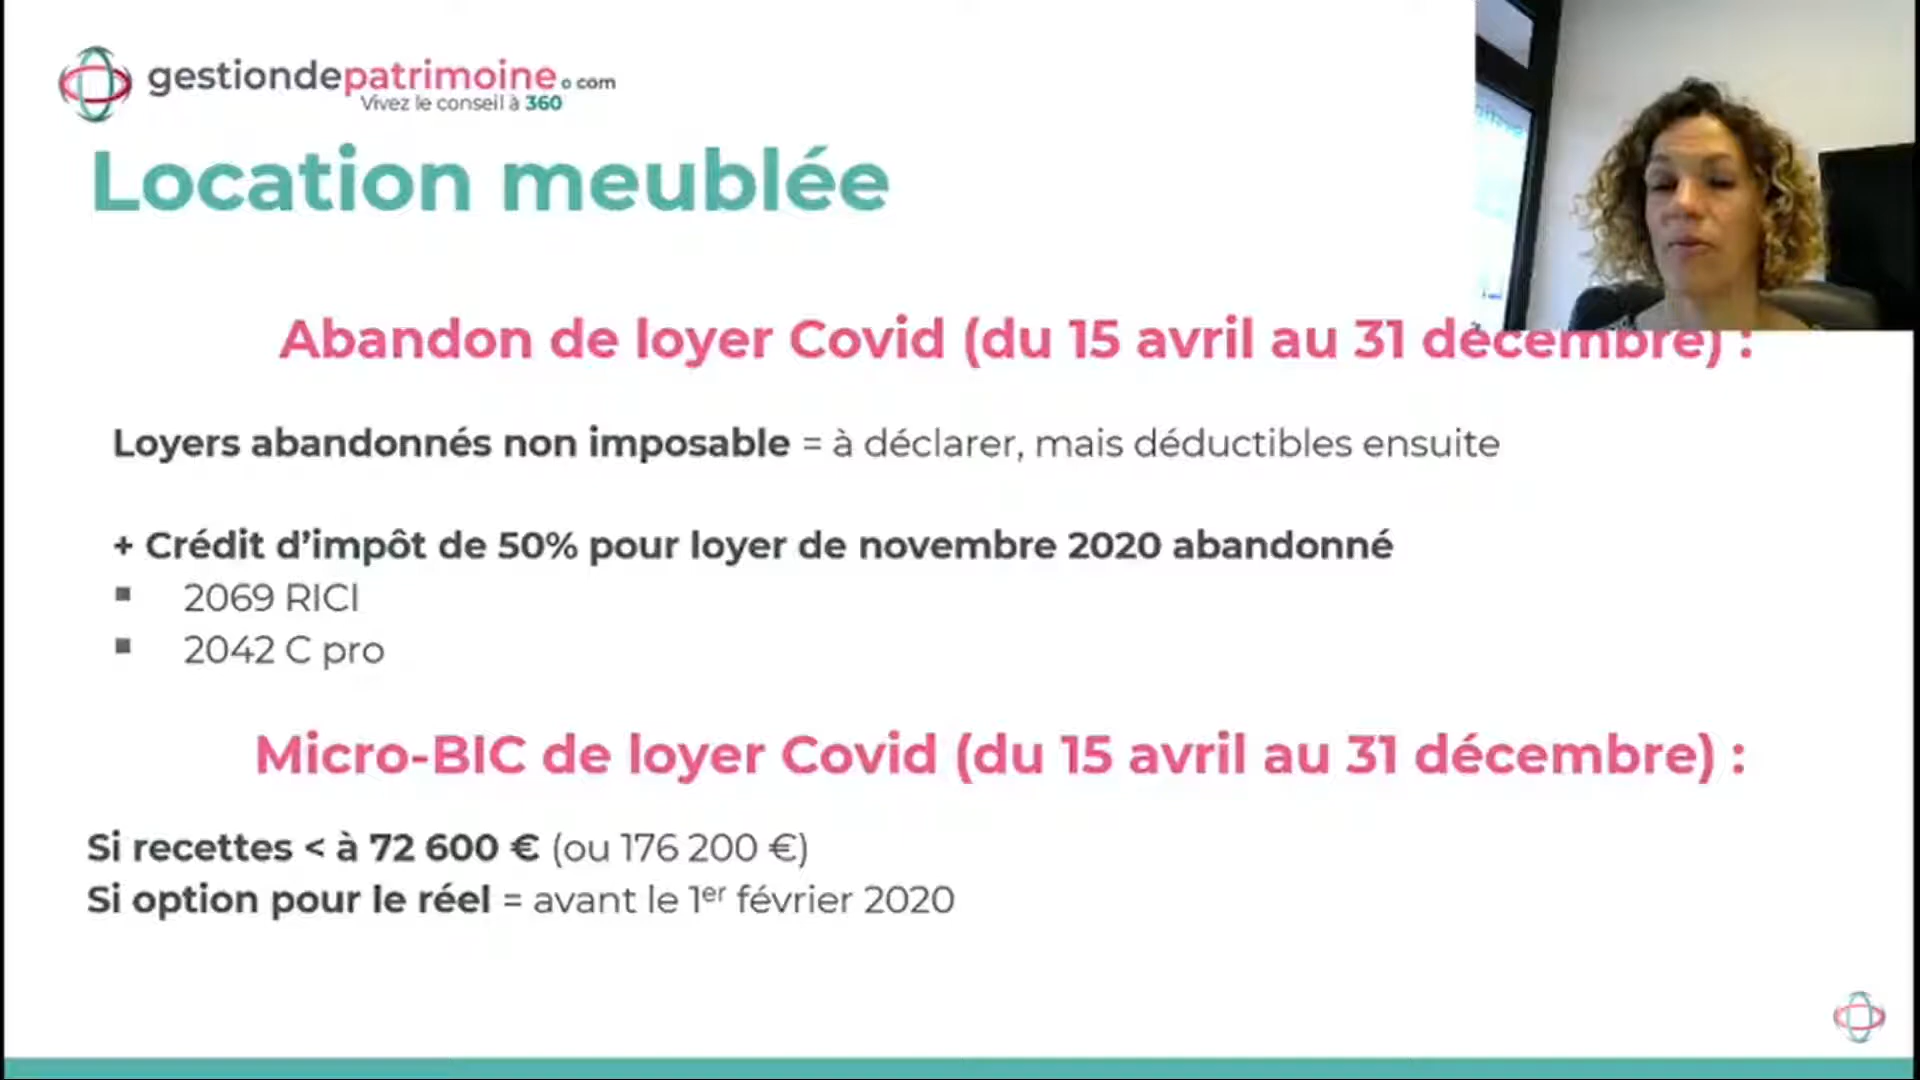 gestiondepatrimoine.com
Vivez le conseil à 360
Location meublée
Abandon de loyer Covid (du 15 avril au 31 décembre) :
Loyers abandonnés non imposable = à déclarer, mais déductibles ensuite
+ Crédit d’impôt de 50% pour loyer de novembre 2020 abandonné
▪ 2069 RICI
▪ 2042 C pro
Micro-BIC de loyer Covid (du 15 avril au 31 décembre) :
Si recettes < à 72 600 € (ou 176 200 €)
Si option pour le réel = avant le 1er février 2020